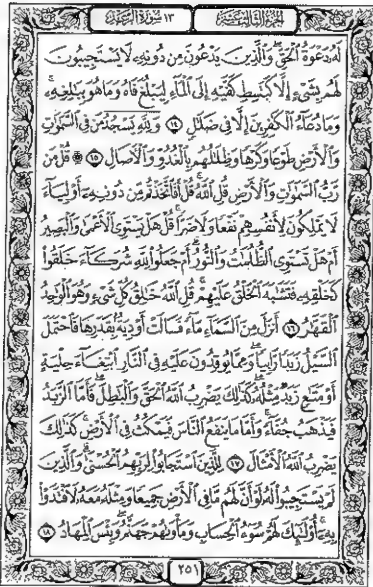 الجزء الثالث عشر ١٣ سورة الرعد
لَهُۥ دَعْوَةُ ٱلْحَقِّ وَٱلَّذِينَ يَدْعُونَ مِن دُونِهِۦ لَا يَسْتَجِيبُونَ
لَهُم بِشَىْءٍ إِلَّا كَبَٰسِطِ كَفَّيْهِ إِلَى ٱلْمَآءِ لِيَبْلُغَ فَاهُ وَمَا هُوَ بِبَٰلِغِهِۦ
وَمَا دُعَآءُ ٱلْكَٰفِرِينَ إِلَّا فِى ضَلَٰلٍ ١٤ وَلِلَّهِ يَسْجُدُ مَن فِى ٱلسَّمَٰوَٰتِ
وَٱلْأَرْضِ طَوْعًا وَكَرْهًا وَظِلَٰلُهُم بِٱلْغُدُوِّ وَٱلْءَاصَالِ ۩ ١٥ ۞ قُلْ مَن
رَّبُّ ٱلسَّمَٰوَٰتِ وَٱلْأَرْضِ قُلِ ٱللَّهُ قُلْ أَفَٱتَّخَذْتُم مِّن دُونِهِۦٓ أَوْلِيَآءَ
لَا يَمْلِكُونَ لِأَنفُسِهِمْ نَفْعًا وَلَا ضَرًّا قُلْ هَلْ يَسْتَوِى ٱلْأَعْمَىٰ وَٱلْبَصِيرُ
أَمْ هَلْ تَسْتَوِى ٱلظُّلُمَٰتُ وَٱلنُّورُ أَمْ جَعَلُوا۟ لِلَّهِ شُرَكَآءَ خَلَقُوا۟
كَخَلْقِهِۦ فَتَشَٰبَهَ ٱلْخَلْقُ عَلَيْهِمْ قُلِ ٱللَّهُ خَٰلِقُ كُلِّ شَىْءٍ وَهُوَ ٱلْوَٰحِدُ
ٱلْقَهَّٰرُ ١٦ أَنزَلَ مِنَ ٱلسَّمَآءِ مَآءً فَسَالَتْ أَوْدِيَةٌۢ بِقَدَرِهَا فَٱحْتَمَلَ
ٱلسَّيْلُ زَبَدًا رَّابِيًا وَمِمَّا يُوقِدُونَ عَلَيْهِ فِى ٱلنَّارِ ٱبْتِغَآءَ حِلْيَةٍ
أَوْ مَتَٰعٍ زَبَدٌ مِّثْلُهُۥ كَذَٰلِكَ يَضْرِبُ ٱللَّهُ ٱلْحَقَّ وَٱلْبَٰطِلَ فَأَمَّا ٱلزَّبَدُ
فَيَذْهَبُ جُفَآءً وَأَمَّا مَا يَنفَعُ ٱلنَّاسَ فَيَمْكُثُ فِى ٱلْأَرْضِ كَذَٰلِكَ
يَضْرِبُ ٱللَّهُ ٱلْأَمْثَالَ ١٧ لِلَّذِينَ ٱسْتَجَابُوا۟ لِرَبِّهِمُ ٱلْحُسْنَىٰ وَٱلَّذِينَ
لَمْ يَسْتَجِيبُوا۟ لَهُۥ لَوْ أَنَّ لَهُم مَّا فِى ٱلْأَرْضِ جَمِيعًا وَمِثْلَهُۥ مَعَهُۥ لَٱفْتَدَوْا۟
بِهِۦٓ أُو۟لَٰٓئِكَ لَهُمْ سُوٓءُ ٱلْحِسَابِ وَمَأْوَىٰهُمْ جَهَنَّمُ وَبِئْسَ ٱلْمِهَادُ ١٨
٢٥١